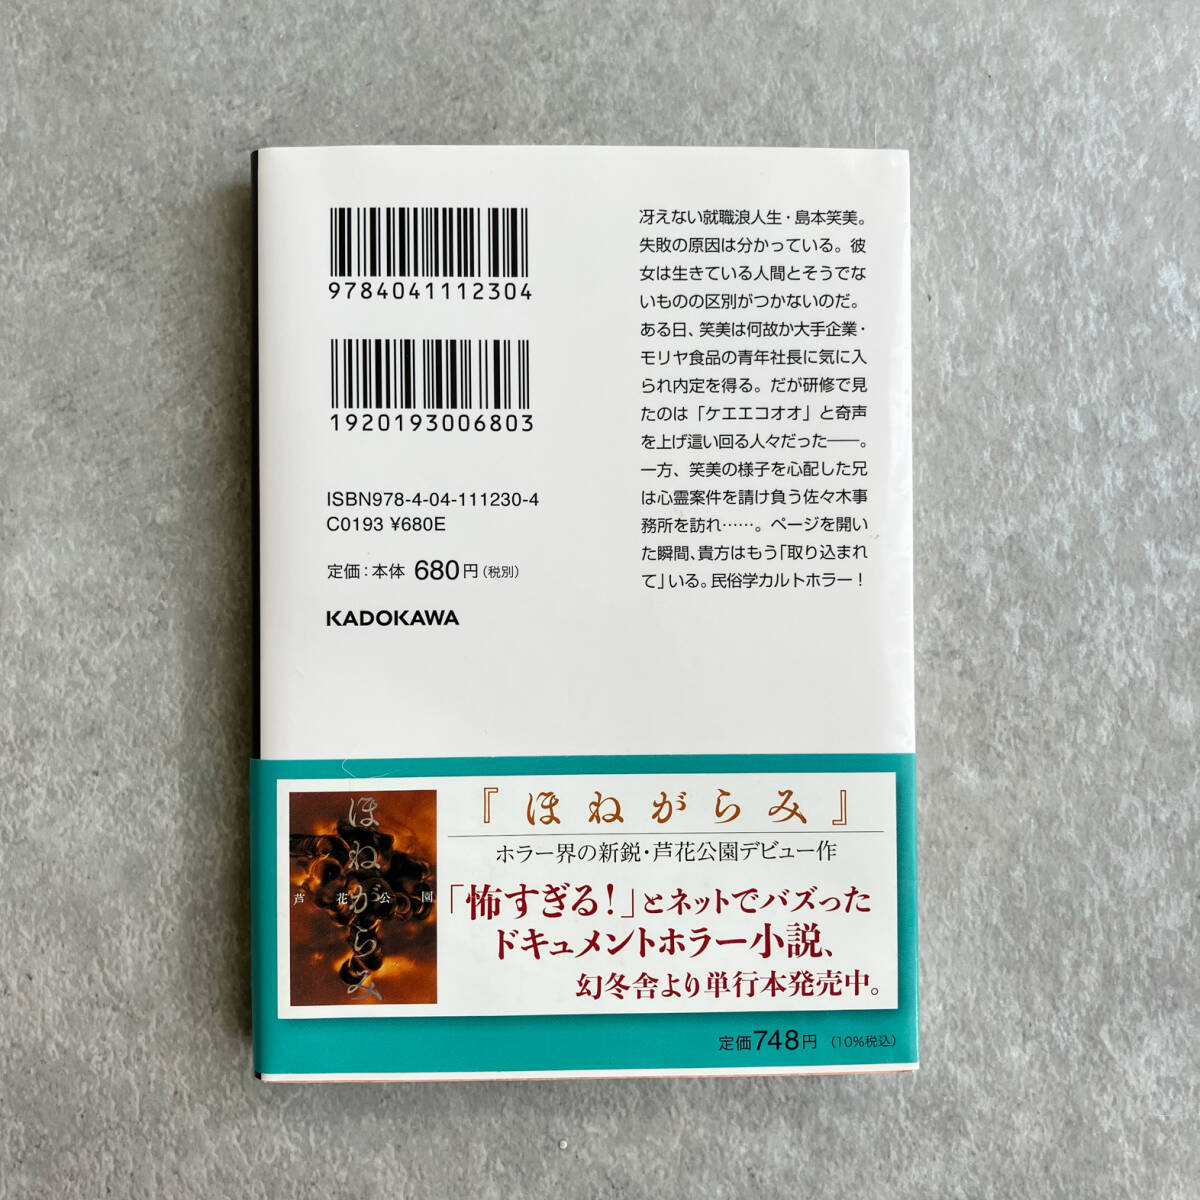 9784041112304
1920193006803
ISBN978-4-04-111230-4
C0193 ¥680E
定価：本体 680円（税別）
KADOKAWA
冴えない就職浪人生・島本笑美。
失敗の原因は分かっている。彼
女は生きている人間とそうでな
いものの区別がつかないのだ。
ある日、笑美は何故か大手企業・
モリヤ食品の青年社長に気に入
られ内定を得る。だが研修で見
たのは「ケエエコオオ」と奇声
を上げ這い回る人々だった――。
一方、笑美の様子を心配した兄
は心霊案件を請け負う佐々木事
務所を訪れ……。ページを開い
た瞬間、貴方はもう「取り込まれ
て」いる。民俗学カルトホラー！
ほねがらみ
芦花公園
『ほねがらみ』
ホラー界の新鋭・芦花公園デビュー作
「怖すぎる！」とネットでバズった
ドキュメントホラー小説、
幻冬舎より単行本発売中。
定価748円（10%税込）